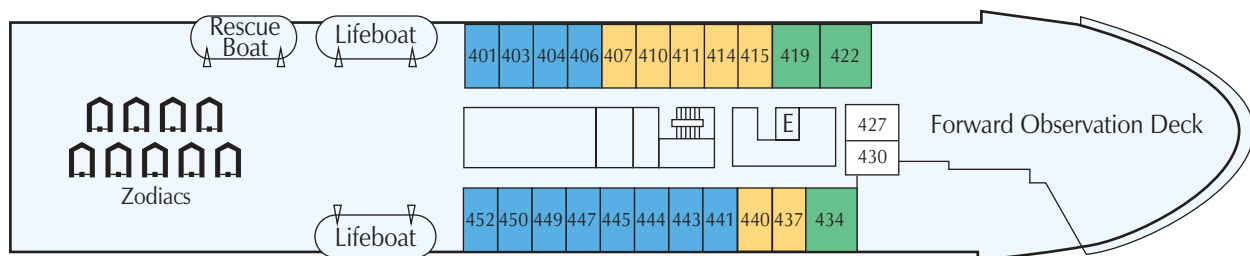 Rescue
Boat
Lifeboat
401 403 404 406 407 410 411 414 415 419 422
E
427
430
Forward Observation Deck
Zodiacs
452 450 449 447 445 444 443 441 440 437 434
Lifeboat